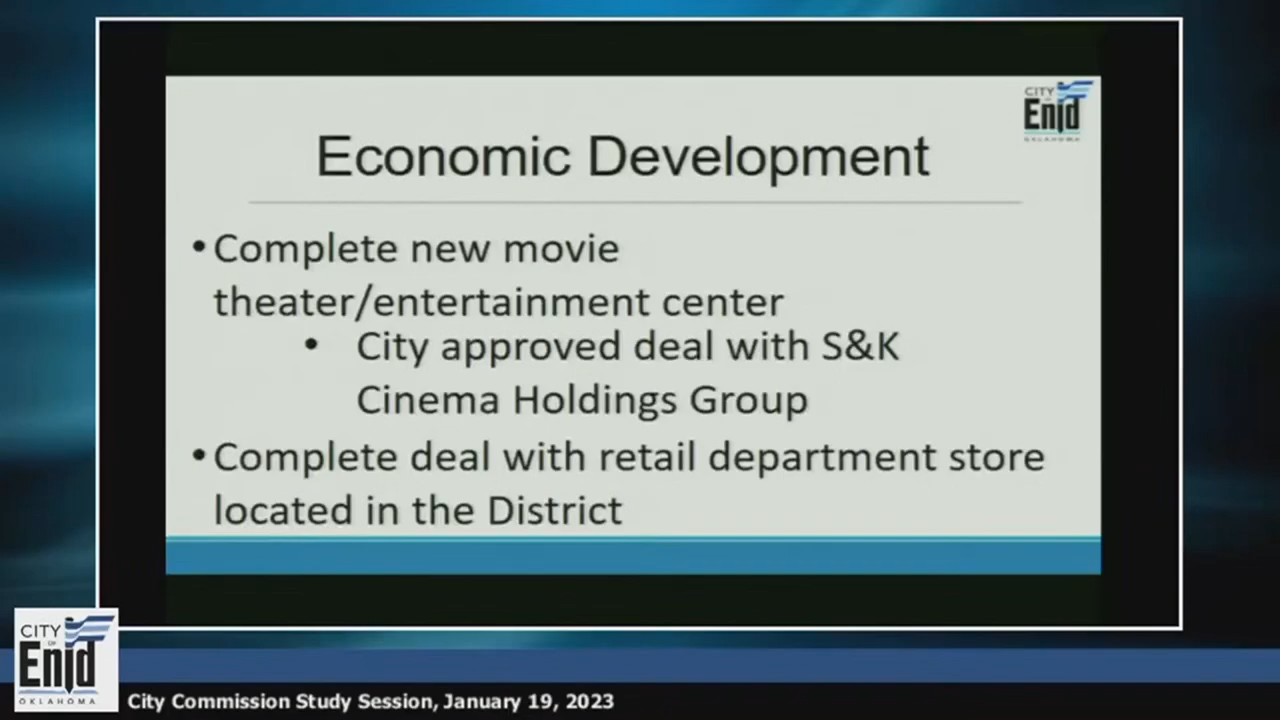 CITY
OF
Enid
OKLAHOMA
Economic Development
• Complete new movie
theater/entertainment center
• City approved deal with S&K
Cinema Holdings Group
• Complete deal with retail department store
located in the District
CITY
OF
Enid
OKLAHOMA
City Commission Study Session, January 19, 2023